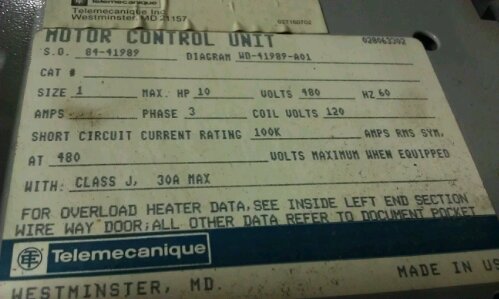 Telemecanique
Telemecanique Inc.
Westminster, MD 21157
MOTOR CONTROL UNIT
028063302
S.O. 84-41989 DIAGRAM WD-41989-A01
CAT #
SIZE 1 MAX. HP 10 VOLTS 480 HZ 60
AMPS PHASE 3 COIL VOLTS 120
SHORT CIRCUIT CURRENT RATING 100K AMPS RMS SYM,
AT 480 VOLTS MAXIMUM WHEN EQUIPPED
WITH: CLASS J, 30A MAX
FOR OVERLOAD HEATER DATA, SEE INSIDE LEFT END SECTION
WIRE WAY DOOR; ALL OTHER DATA REFER TO DOCUMENT POCKET
Telemecanique
WESTMINSTER, MD. MADE IN US